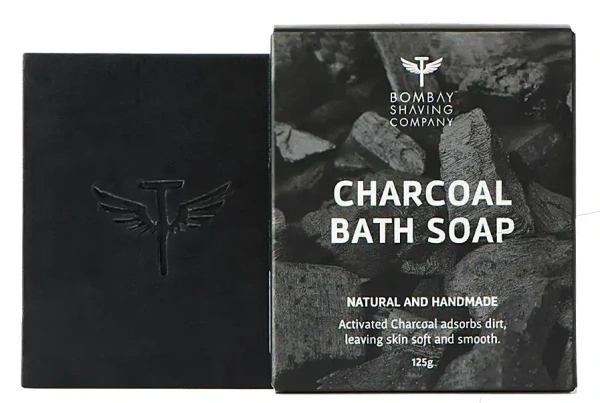 BOMBAY
SHAVING
COMPANY
CHARCOAL
BATH SOAP
NATURAL AND HANDMADE
Activated Charcoal adsorbs dirt,
leaving skin soft and smooth.
125g.